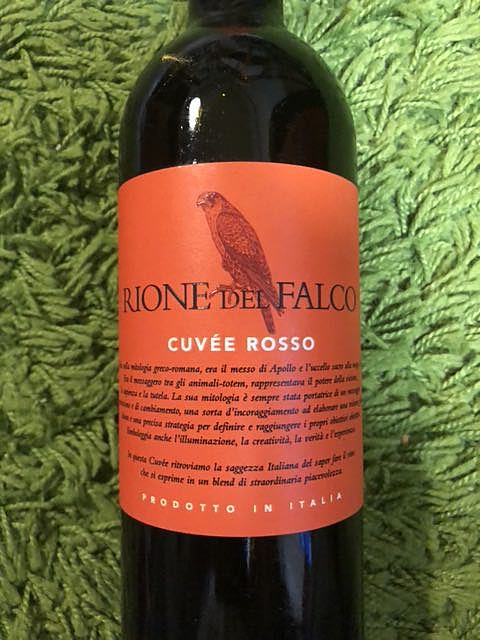 RIONE DEL FALCO
CUVÉE ROSSO
nella mitologia greco-romana, era il messo di Apollo e l'uccello sacro alla
il messaggero tra gli animali-totem, rappresentava il potere della visione,
e la tutela. La sua mitologia è sempre stata portatrice di un messaggio
e di cambiamento, una sorta d'incoraggiamento ad elaborare una
e una precisa strategia per definire e raggiungere i propri obiettivi
Simboleggia anche l'illuminazione, la creatività, la verità e l'esperienza.
In questa Cuvée ritroviamo la saggezza Italiana del saper fare il vino
che si esprime in un blend di straordinaria piacevolezza.
PRODOTTO IN ITALIA